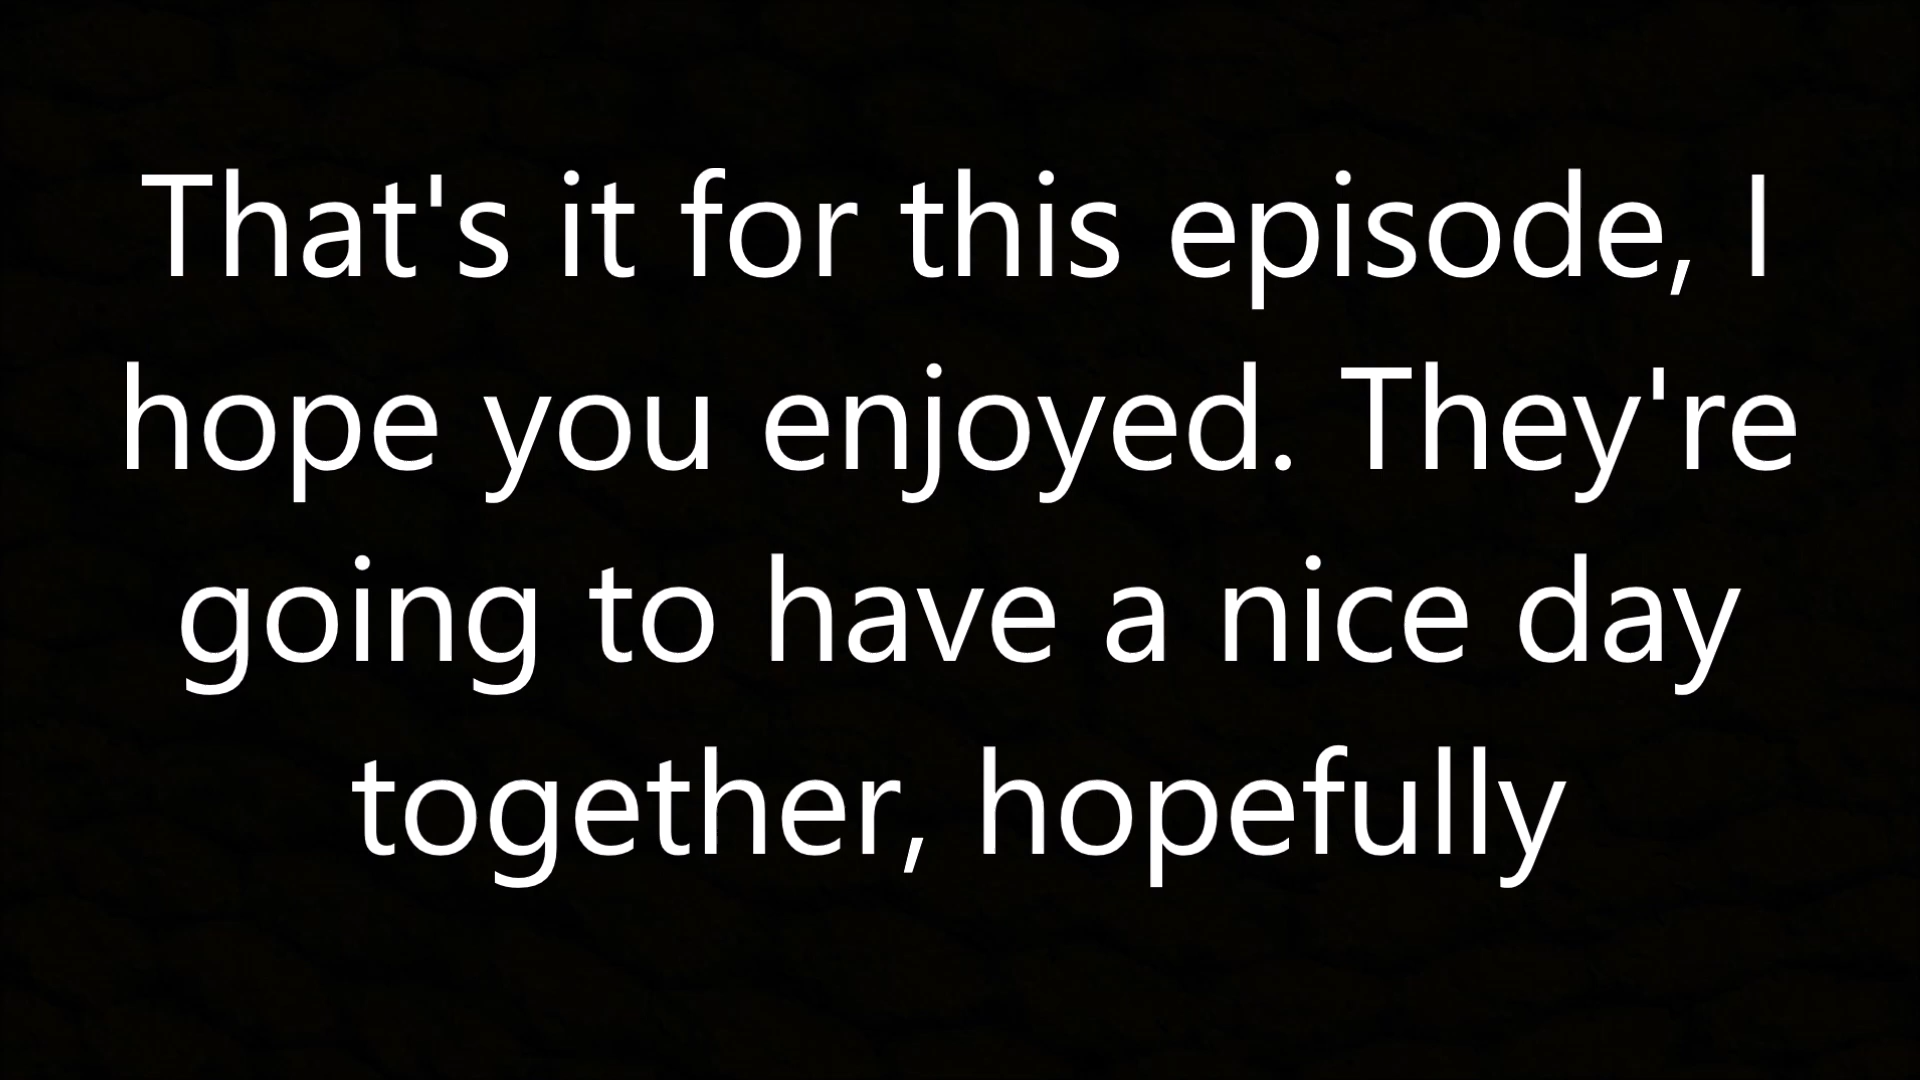 That's it for this episode, I
hope you enjoyed. They're
going to have a nice day
together, hopefully